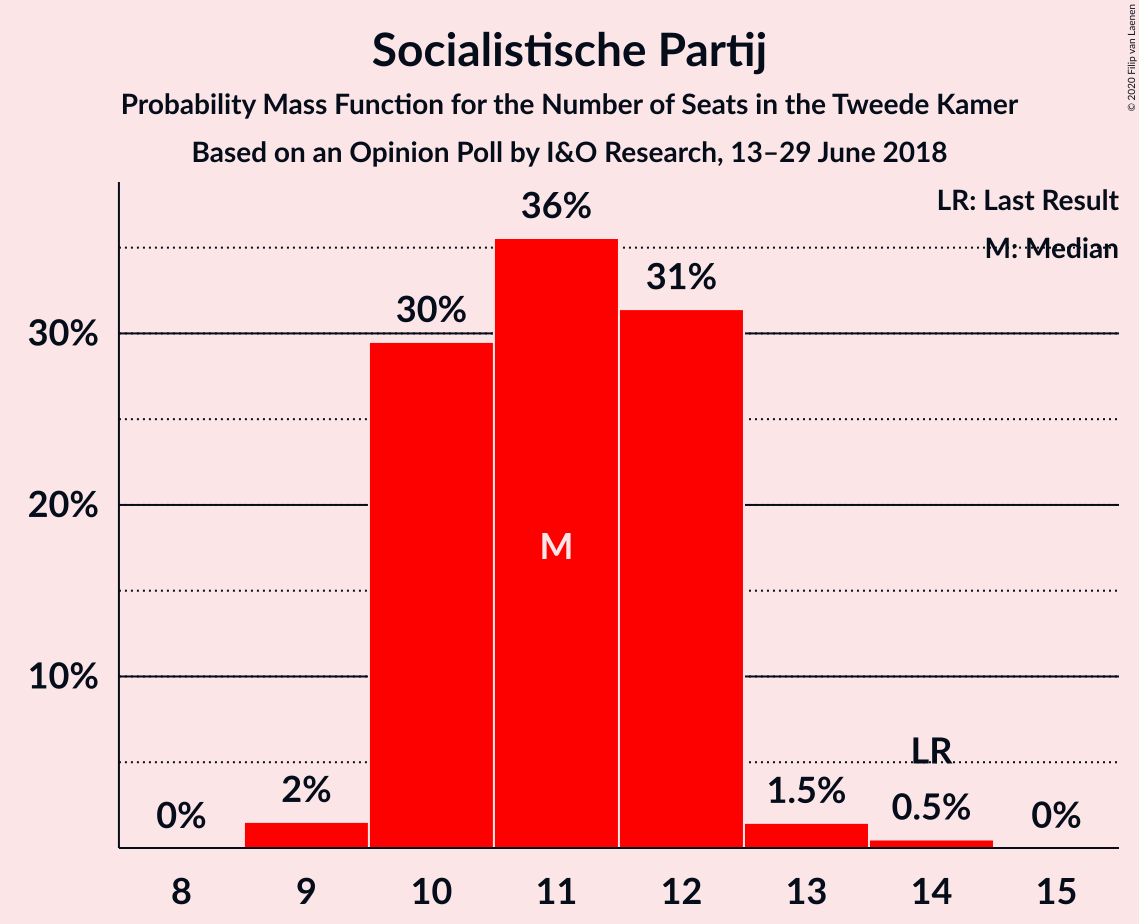 Socialistische Partij
Probability Mass Function for the Number of Seats in the Tweede Kamer
Based on an Opinion Poll by I&O Research, 13–29 June 2018
© 2020 Filip van Laenen
LR: Last Result
M: Median
30%
20%
10%
0%
2%
30%
36%
31%
1.5%
0.5%
0%
M
LR
8 9 10 11 12 13 14 15